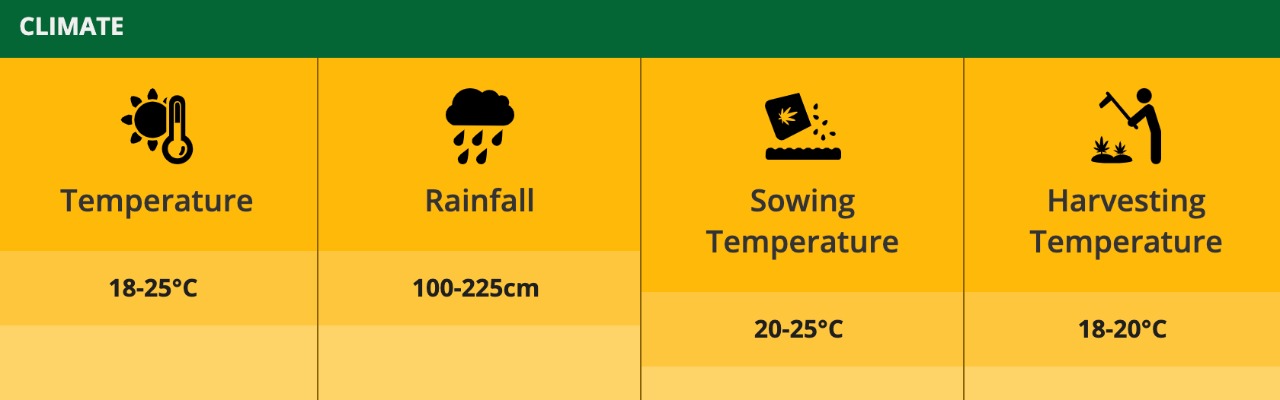 CLIMATE
Temperature
18-25°C
Rainfall
100-225cm
Sowing
Temperature
20-25°C
Harvesting
Temperature
18-20°C